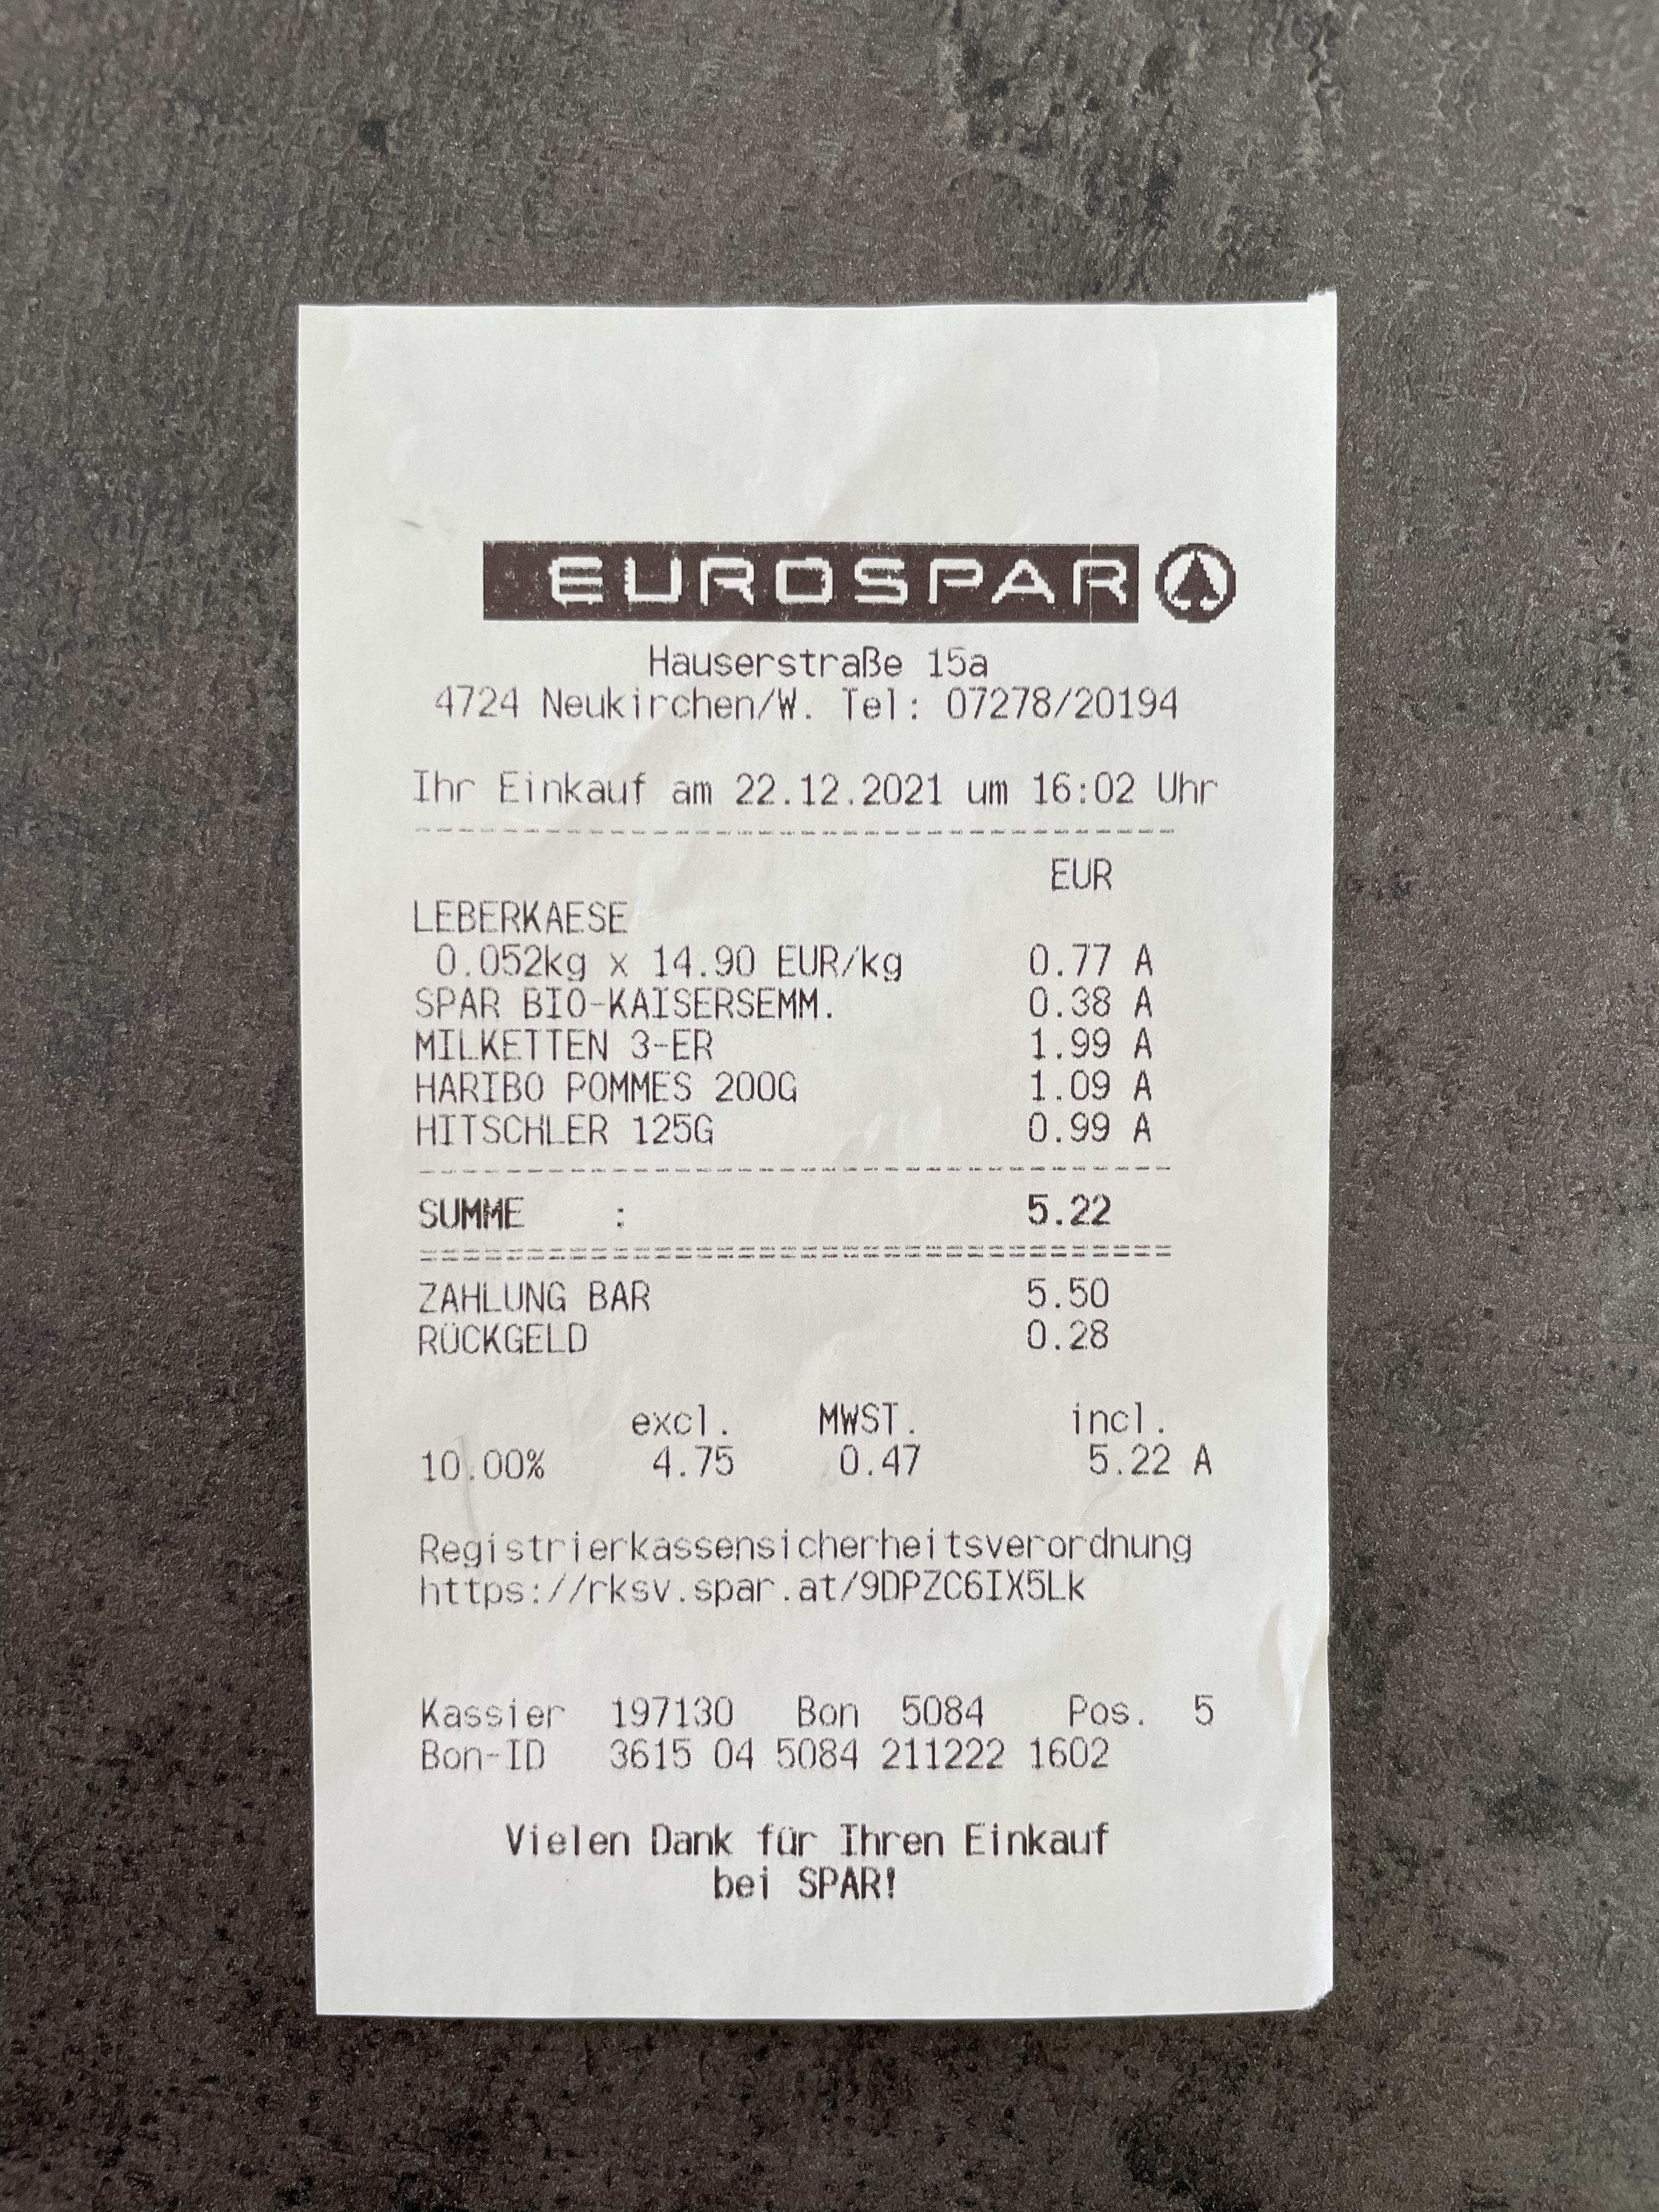 EUROSPAR
Hauserstraße 15a
4724 Neukirchen/W. Tel: 07278/20194
Ihr Einkauf am 22.12.2021 um 16:02 Uhr
EUR
LEBERKAESE
0.052kg x 14.90 EUR/kg 0.77 A
SPAR BIO-KAISERSEMM. 0.38 A
MILKETTEN 3-ER 1.99 A
HARIBO POMMES 200G 1.09 A
HITSCHLER 125G 0.99 A
SUMME : 5.22
ZAHLUNG BAR 5.50
RÜCKGELD 0.28
excl. MWST. incl.
10.00% 4.75 0.47 5.22 A
Registrierkassensicherheitsverordnung
https://rksv.spar.at/9DPZC6IX5Lk
Kassier 197130 Bon 5084 Pos. 5
Bon-ID 3615 04 5084 211222 1602
Vielen Dank für Ihren Einkauf
bei SPAR!